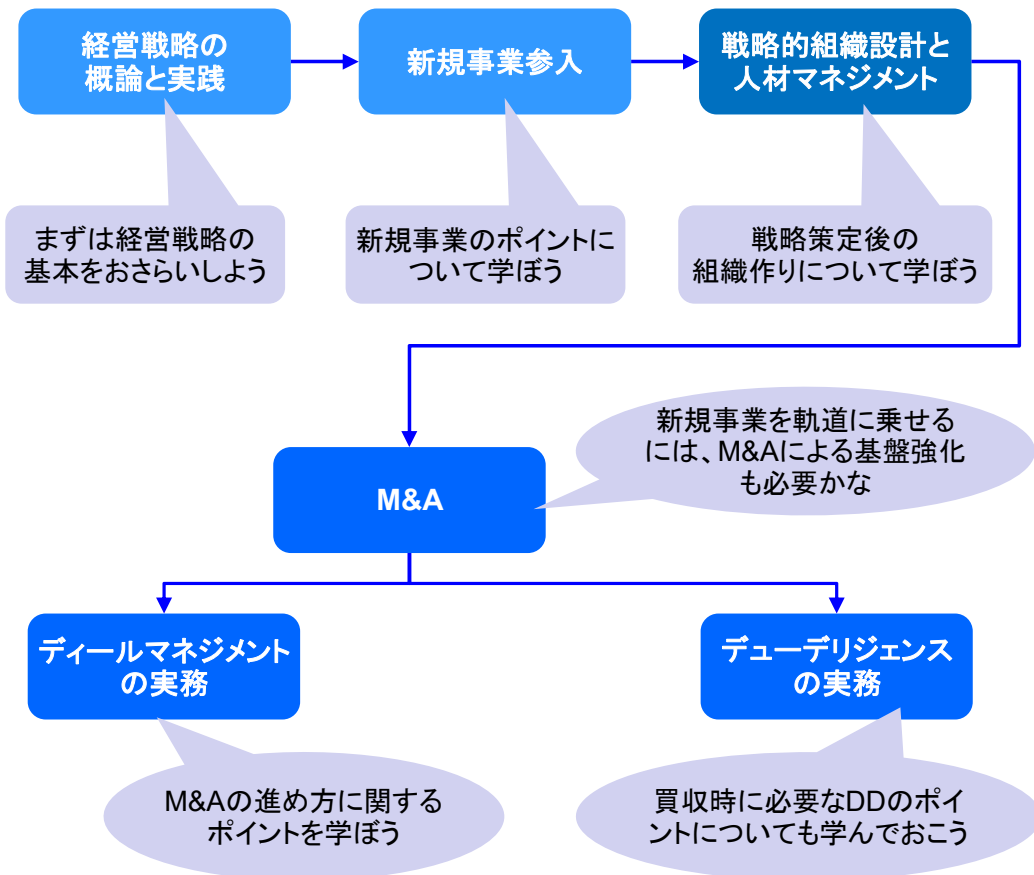 経営戦略の
概論と実践
新規事業参入
戦略的組織設計と
人材マネジメント
まずは経営戦略の
基本をおさらいしよう
新規事業のポイントに
ついて学ぼう
戦略策定後の
組織作りについて学ぼう
新規事業を軌道に乗せる
には、M&Aによる基盤強化
も必要かな
M&A
ディールマネジメント
の実務
デューデリジェンス
の実務
M&Aの進め方に関する
ポイントを学ぼう
買収時に必要なDDのポイ
ントについても学んでおこう